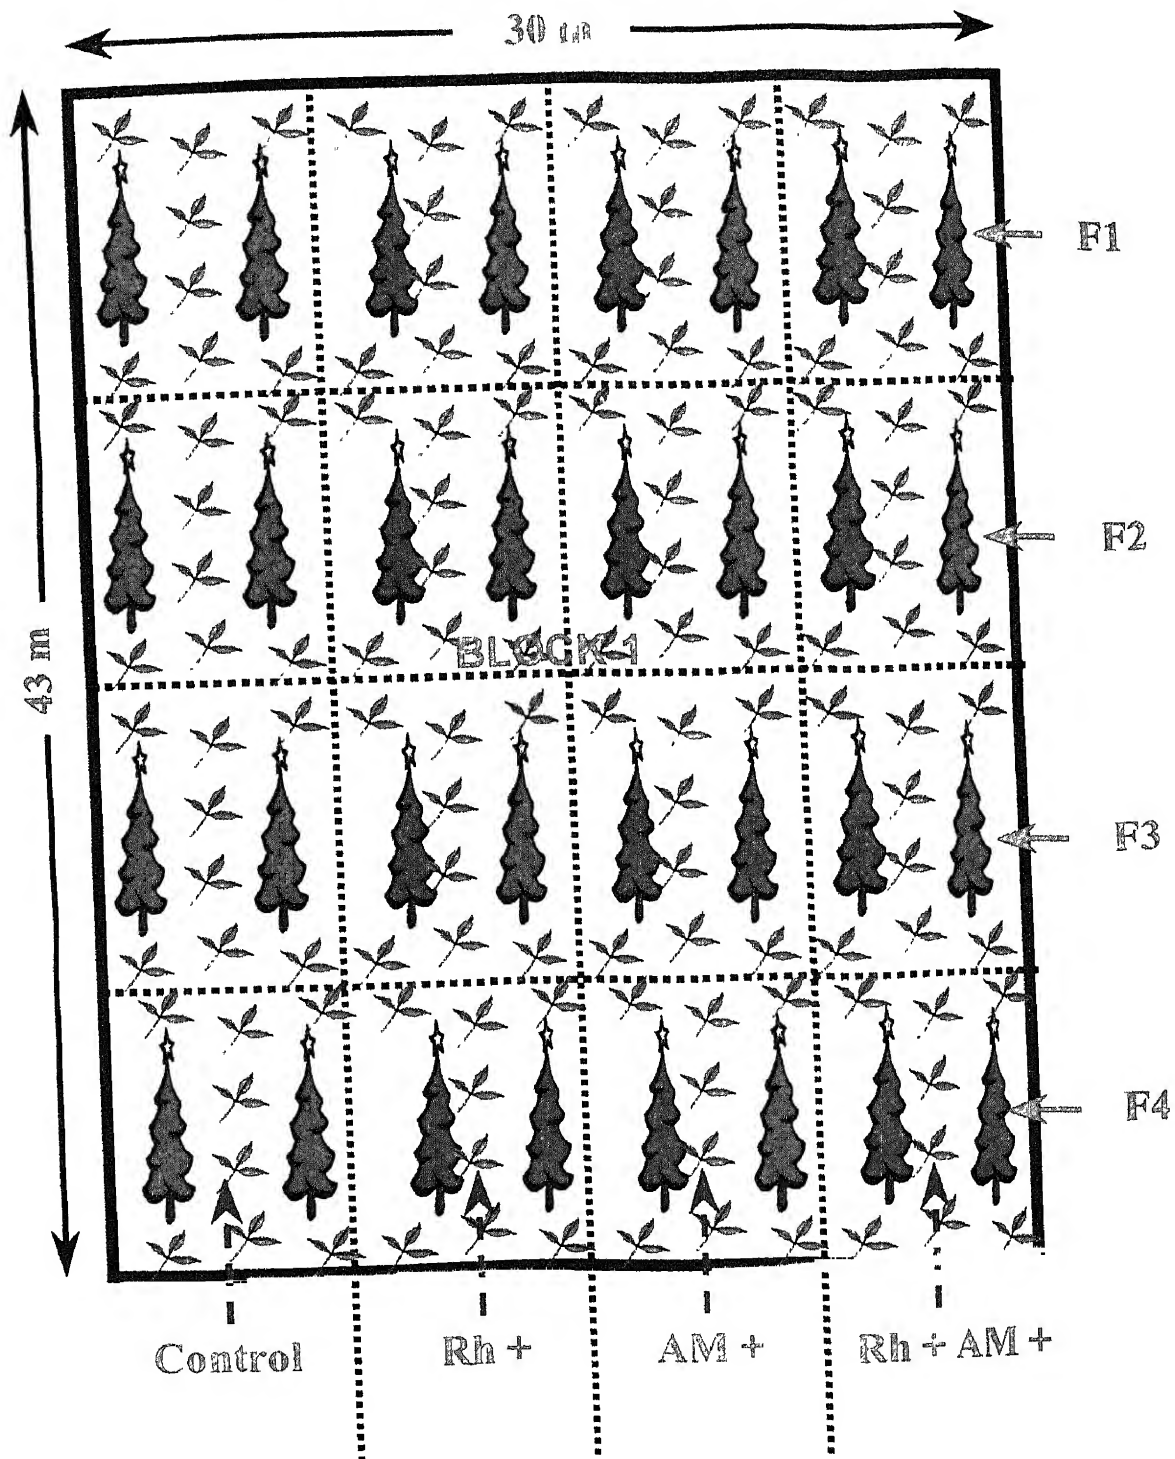 30 m
F1
F2
BLOCK 1
43 m
F3
F4
Control
Rh +
AM +
Rh + AM +